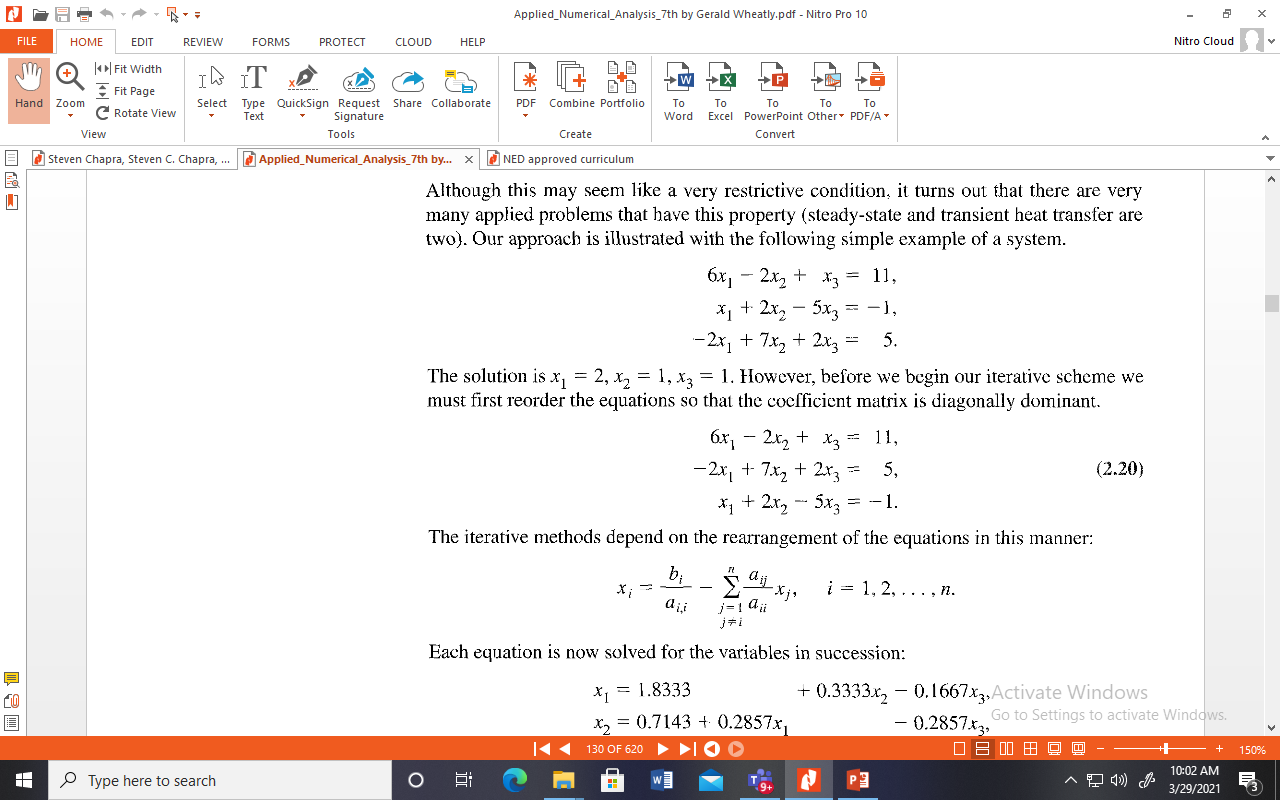 Applied_Numerical_Analysis_7th by Gerald Wheatly.pdf - Nitro Pro 10
FILE HOME EDIT REVIEW FORMS PROTECT CLOUD HELP Nitro Cloud
Hand
Zoom
Fit Width
Fit Page
Rotate View
View
Select
Type Text
QuickSign
Request Signature
Share
Collaborate
Tools
PDF
Combine
Portfolio
Create
To Word
To Excel
To PowerPoint
To Other
To PDF/A
Convert
Steven Chapra, Steven C. Chapra, ... Applied_Numerical_Analysis_7th by... NED approved curriculum
Although this may seem like a very restrictive condition, it turns out that there are very
many applied problems that have this property (steady-state and transient heat transfer are
two). Our approach is illustrated with the following simple example of a system.
6x₁ − 2x₂ + x₃ = 11,
x₁ + 2x₂ − 5x₃ = −1,
−2x₁ + 7x₂ + 2x₃ = 5.
The solution is x₁ = 2, x₂ = 1, x₃ = 1. However, before we begin our iterative scheme we
must first reorder the equations so that the coefficient matrix is diagonally dominant.
6x₁ − 2x₂ + x₃ = 11,
−2x₁ + 7x₂ + 2x₃ = 5, (2.20)
x₁ + 2x₂ − 5x₃ = −1.
The iterative methods depend on the rearrangement of the equations in this manner:
xᵢ = bᵢ/aᵢ,ᵢ − Σ (j=1, j≠i to n) aᵢⱼ/aᵢᵢ xⱼ, i = 1, 2, . . . , n.
Each equation is now solved for the variables in succession:
x₁ = 1.8333 + 0.3333x₂ − 0.1667x₃,
x₂ = 0.7143 + 0.2857x₁ − 0.2857x₃,
Activate Windows
Go to Settings to activate Windows.
130 OF 620 150%
Type here to search
9+
10:02 AM
3/29/2021
3